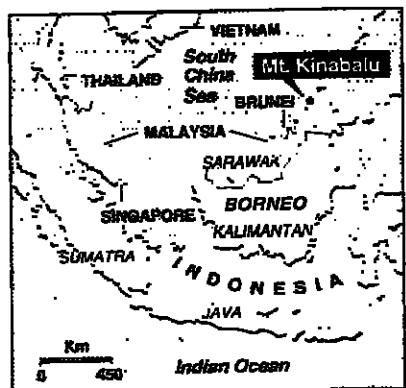 VIETNAM
South
China
Sea
Mt. Kinabalu
THAILAND
BRUNEI
MALAYSIA
SARAWAK
BORNEO
SINGAPORE
KALIMANTAN
SUMATRA
INDONESIA
JAVA
Km
0 450
Indian Ocean